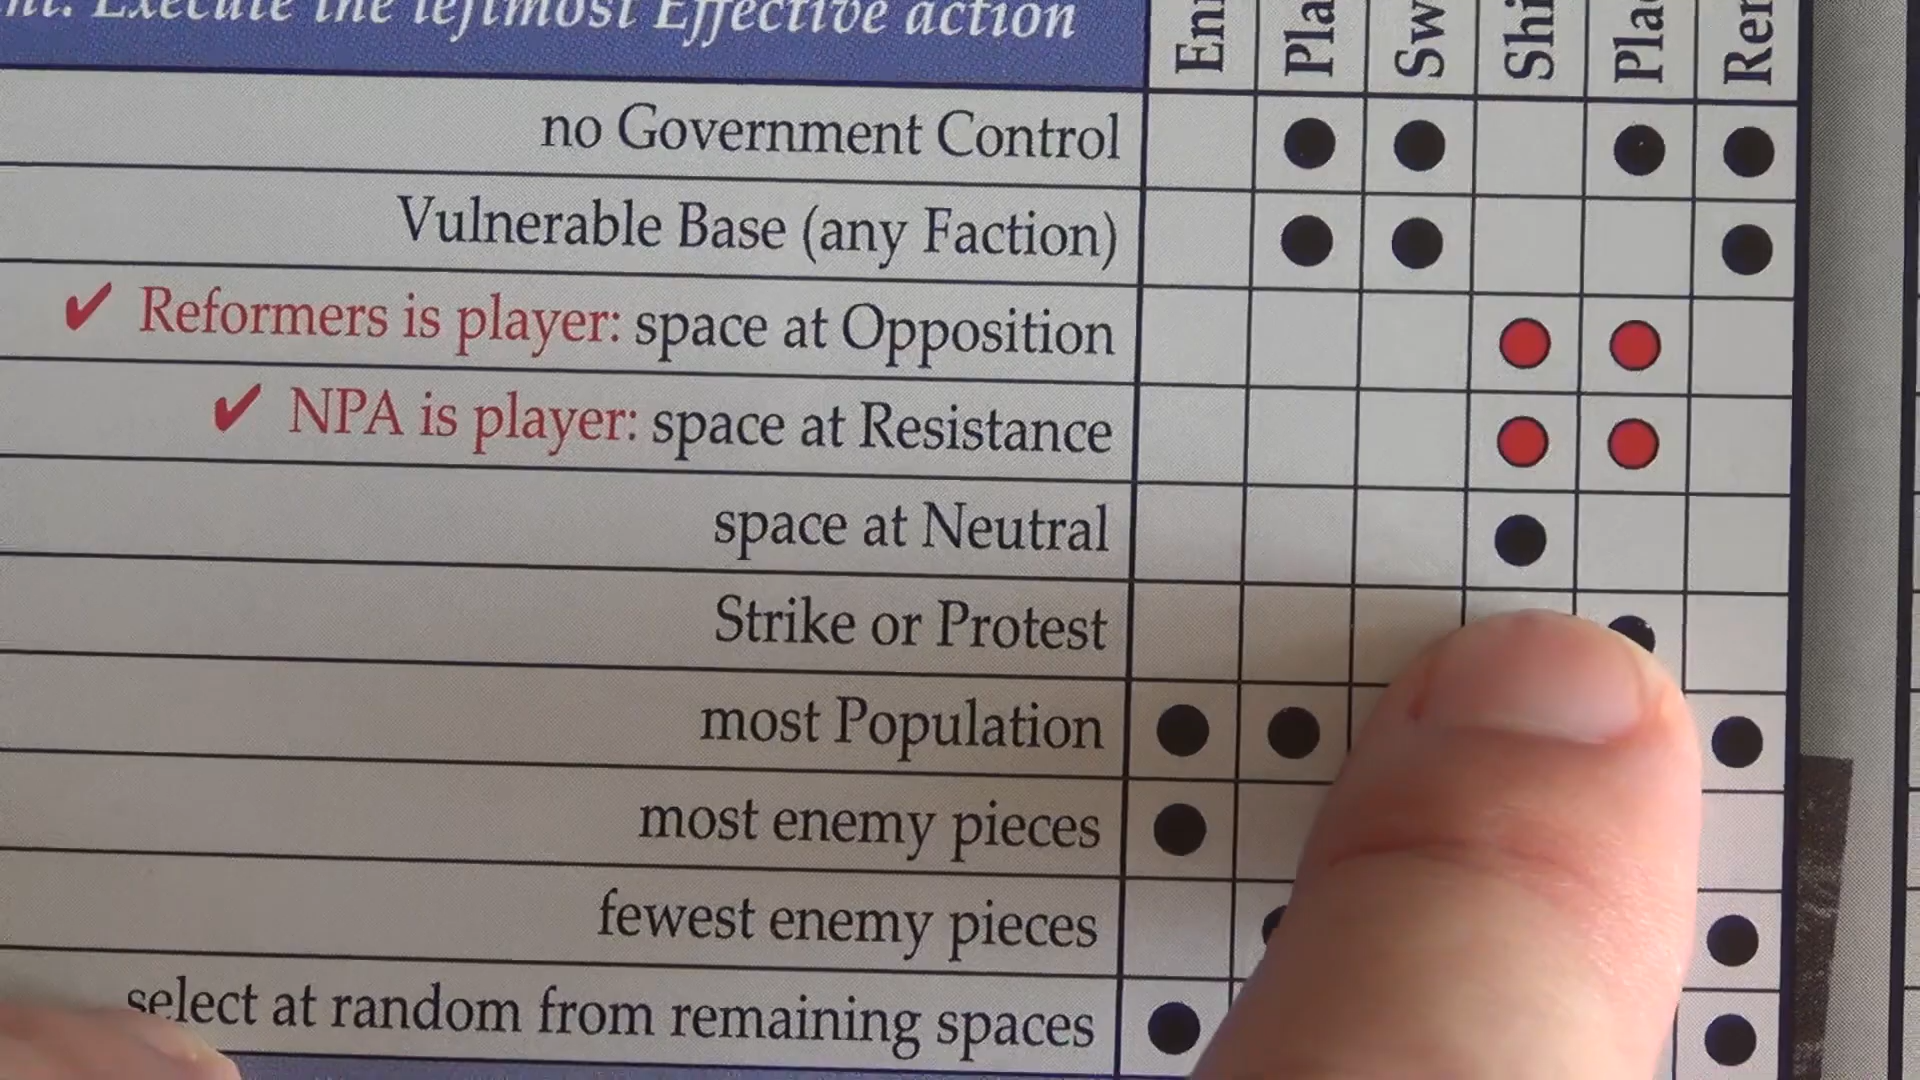 Execute the leftmost Effective action
no Government Control
Vulnerable Base (any Faction)
✔ Reformers is player: space at Opposition
✔ NPA is player: space at Resistance
space at Neutral
Strike or Protest
most Population
most enemy pieces
fewest enemy pieces
select at random from remaining spaces